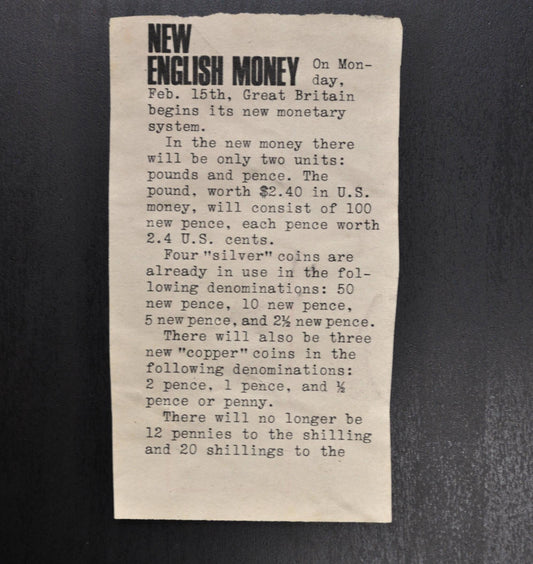 NEW
ENGLISH MONEY On Mon-
day,
Feb. 15th, Great Britain
begins its new monetary
system.
In the new money there
will be only two units:
pounds and pence. The
pound, worth $2.40 in U.S.
money, will consist of 100
new pence, each pence worth
2.4 U.S. cents.
Four "silver" coins are
already in use in the fol-
lowing denominations: 50
new pence, 10 new pence,
5 new pence, and 2½ new pence.
There will also be three
new "copper" coins in the
following denominations:
2 pence, 1 pence, and ½
pence or penny.
There will no longer be
12 pennies to the shilling
and 20 shillings to the